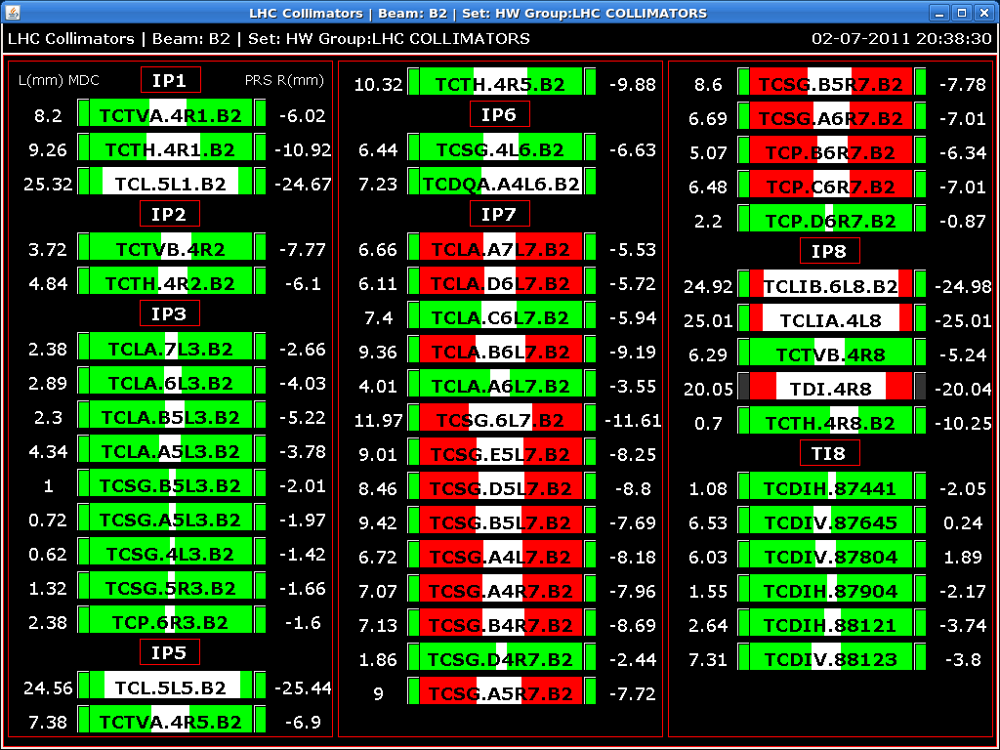 LHC Collimators | Beam: B2 | Set: HW Group:LHC COLLIMATORS
LHC Collimators | Beam: B2 | Set: HW Group:LHC COLLIMATORS 02-07-2011 20:38:30
L(mm) MDC IP1 PRS R(mm)
8.2 TCTVA.4R1.B2 -6.02
9.26 TCTH.4R1.B2 -10.92
25.32 TCL.5L1.B2 -24.67
IP2
3.72 TCTVB.4R2 -7.77
4.84 TCTH.4R2.B2 -6.1
IP3
2.38 TCLA.7L3.B2 -2.66
2.89 TCLA.6L3.B2 -4.03
2.3 TCLA.B5L3.B2 -5.22
4.34 TCLA.A5L3.B2 -3.78
1 TCSG.B5L3.B2 -2.01
0.72 TCSG.A5L3.B2 -1.97
0.62 TCSG.4L3.B2 -1.42
1.32 TCSG.5R3.B2 -1.66
2.38 TCP.6R3.B2 -1.6
IP5
24.56 TCL.5L5.B2 -25.44
7.38 TCTVA.4R5.B2 -6.9
10.32 TCTH.4R5.B2 -9.88
IP6
6.44 TCSG.4L6.B2 -6.63
7.23 TCDQA.A4L6.B2
IP7
6.66 TCLA.A7L7.B2 -5.53
6.11 TCLA.D6L7.B2 -5.72
7.4 TCLA.C6L7.B2 -5.94
9.36 TCLA.B6L7.B2 -9.19
4.01 TCLA.A6L7.B2 -3.55
11.97 TCSG.6L7.B2 -11.61
9.01 TCSG.E5L7.B2 -8.25
8.46 TCSG.D5L7.B2 -8.8
9.42 TCSG.B5L7.B2 -7.69
6.72 TCSG.A4L7.B2 -8.18
7.07 TCSG.A4R7.B2 -7.96
7.13 TCSG.B4R7.B2 -8.69
1.86 TCSG.D4R7.B2 -2.44
9 TCSG.A5R7.B2 -7.72
8.6 TCSG.B5R7.B2 -7.78
6.69 TCSG.A6R7.B2 -7.01
5.07 TCP.B6R7.B2 -6.34
6.48 TCP.C6R7.B2 -7.01
2.2 TCP.D6R7.B2 -0.87
IP8
24.92 TCLIB.6L8.B2 -24.98
25.01 TCLIA.4L8 -25.01
6.29 TCTVB.4R8 -5.24
20.05 TDI.4R8 -20.04
0.7 TCTH.4R8.B2 -10.25
TI8
1.08 TCDIH.87441 -2.05
6.53 TCDIV.87645 0.24
6.03 TCDIV.87804 1.89
1.55 TCDIH.87904 -2.17
2.64 TCDIH.88121 -3.74
7.31 TCDIV.88123 -3.8